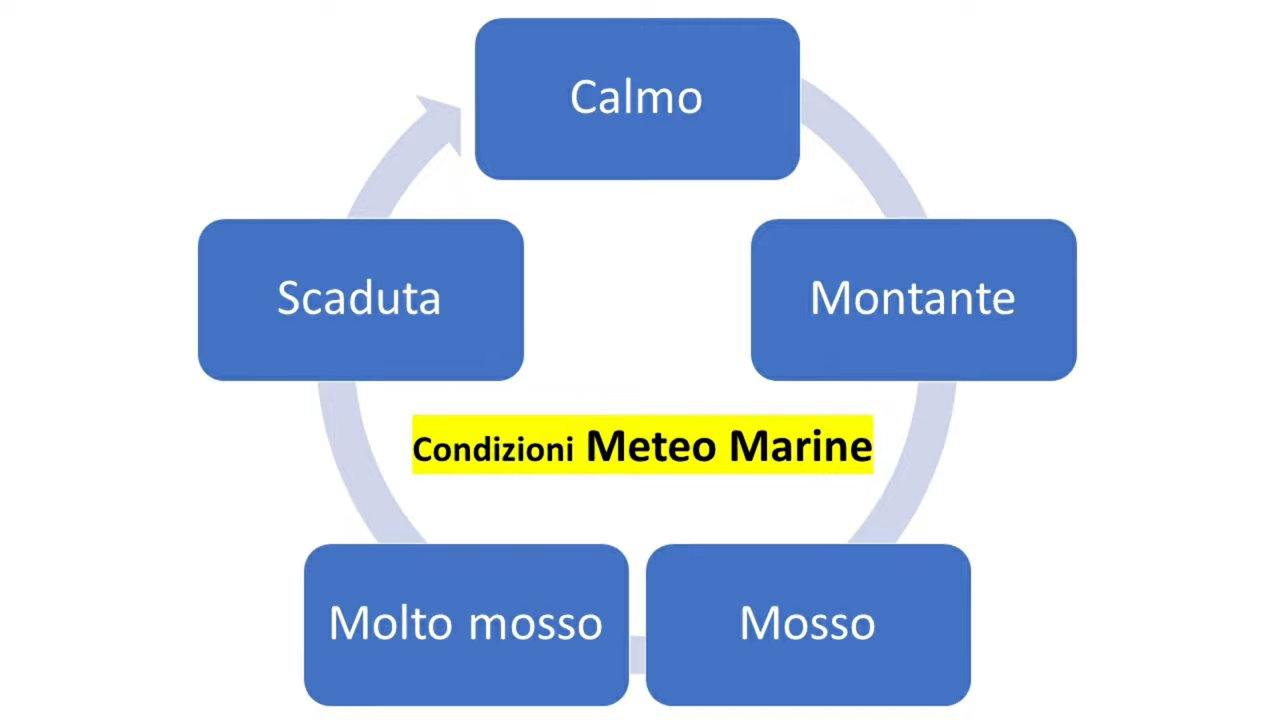 Calmo
Scaduta
Montante
Condizioni Meteo Marine
Molto mosso
Mosso